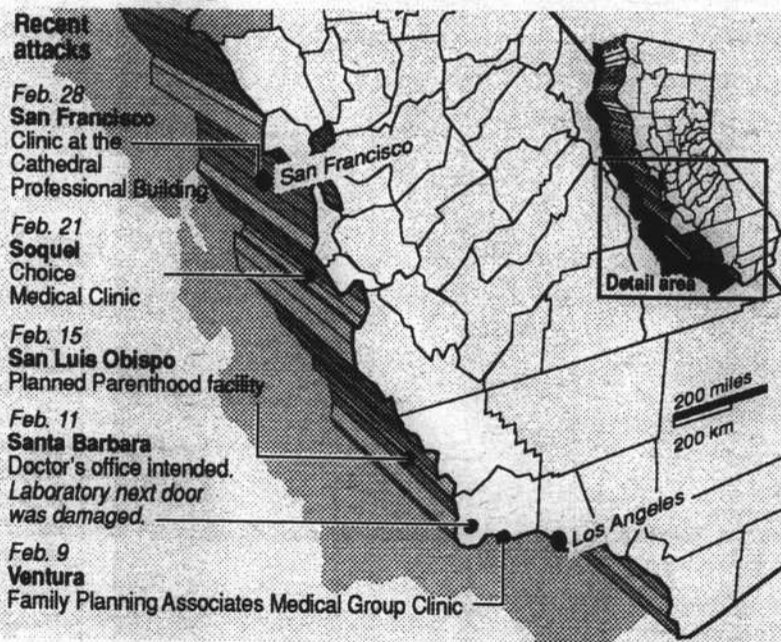 Recent
attacks
Feb. 28
San Francisco
Clinic at the
Cathedral
Professional Building
Feb. 21
Soquel
Choice
Medical Clinic
Feb. 15
San Luis Obispo
Planned Parenthood facility
Feb. 11
Santa Barbara
Doctor's office intended.
Laboratory next door
was damaged.
Feb. 9
Ventura
Family Planning Associates Medical Group Clinic
San Francisco
Detail area
200 miles
200 km
Los Angeles